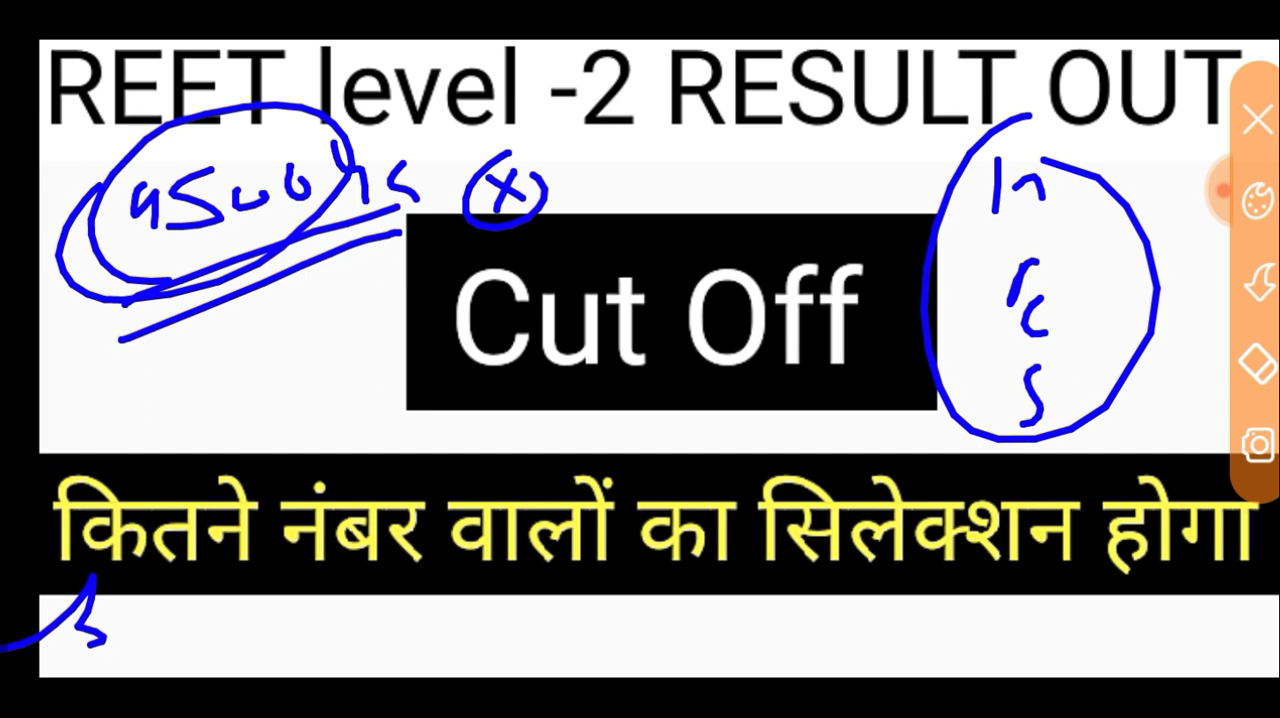 REET level -2 RESULT OUT
Cut Off
कितने नंबर वालों का सिलेक्शन होगा